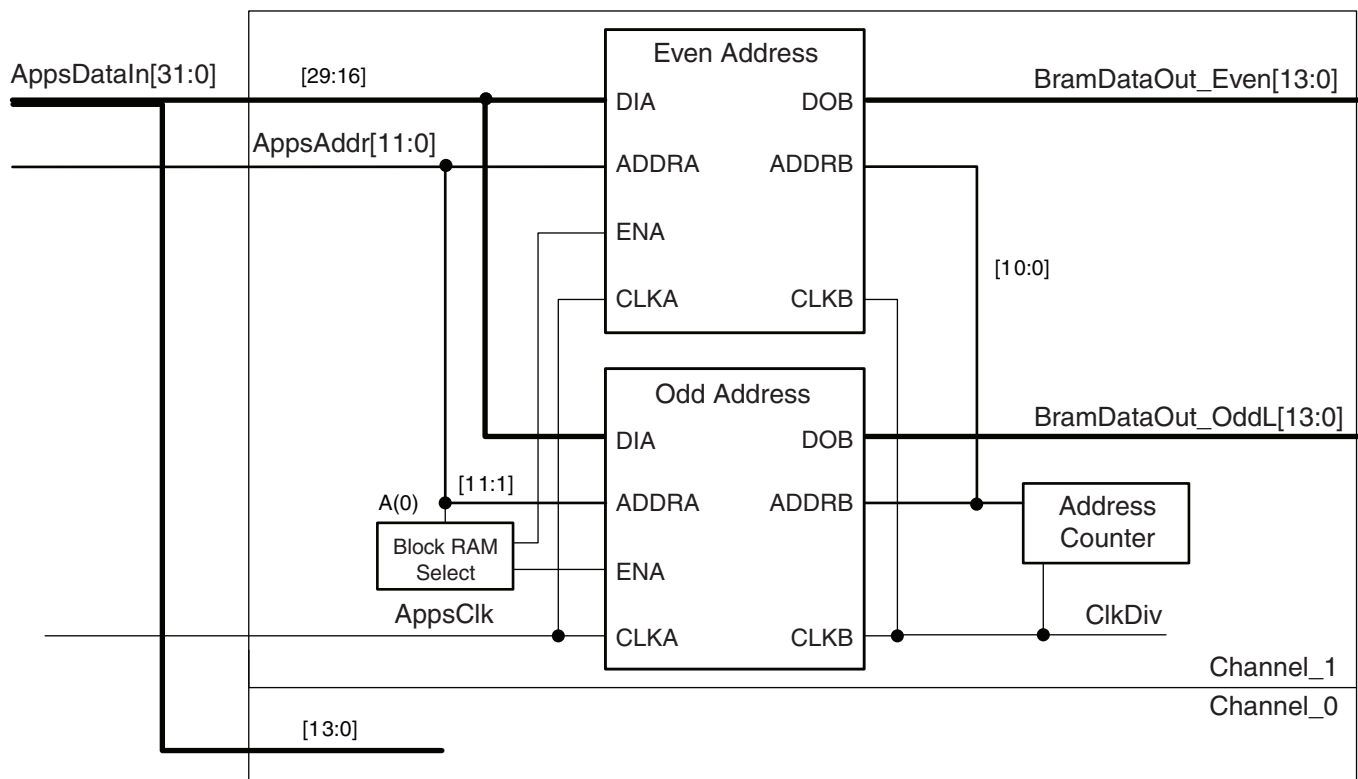 Even Address
AppsDataIn[31:0]
[29:16]
BramDataOut_Even[13:0]
DIA
DOB
AppsAddr[11:0]
ADDRA
ADDRB
ENA
[10:0]
CLKA
CLKB
Odd Address
BramDataOut_OddL[13:0]
DIA
DOB
A(0)
[11:1]
ADDRA
ADDRB
Address
Counter
Block RAM
Select
ENA
AppsClk
ClkDiv
CLKA
CLKB
Channel_1
Channel_0
[13:0]